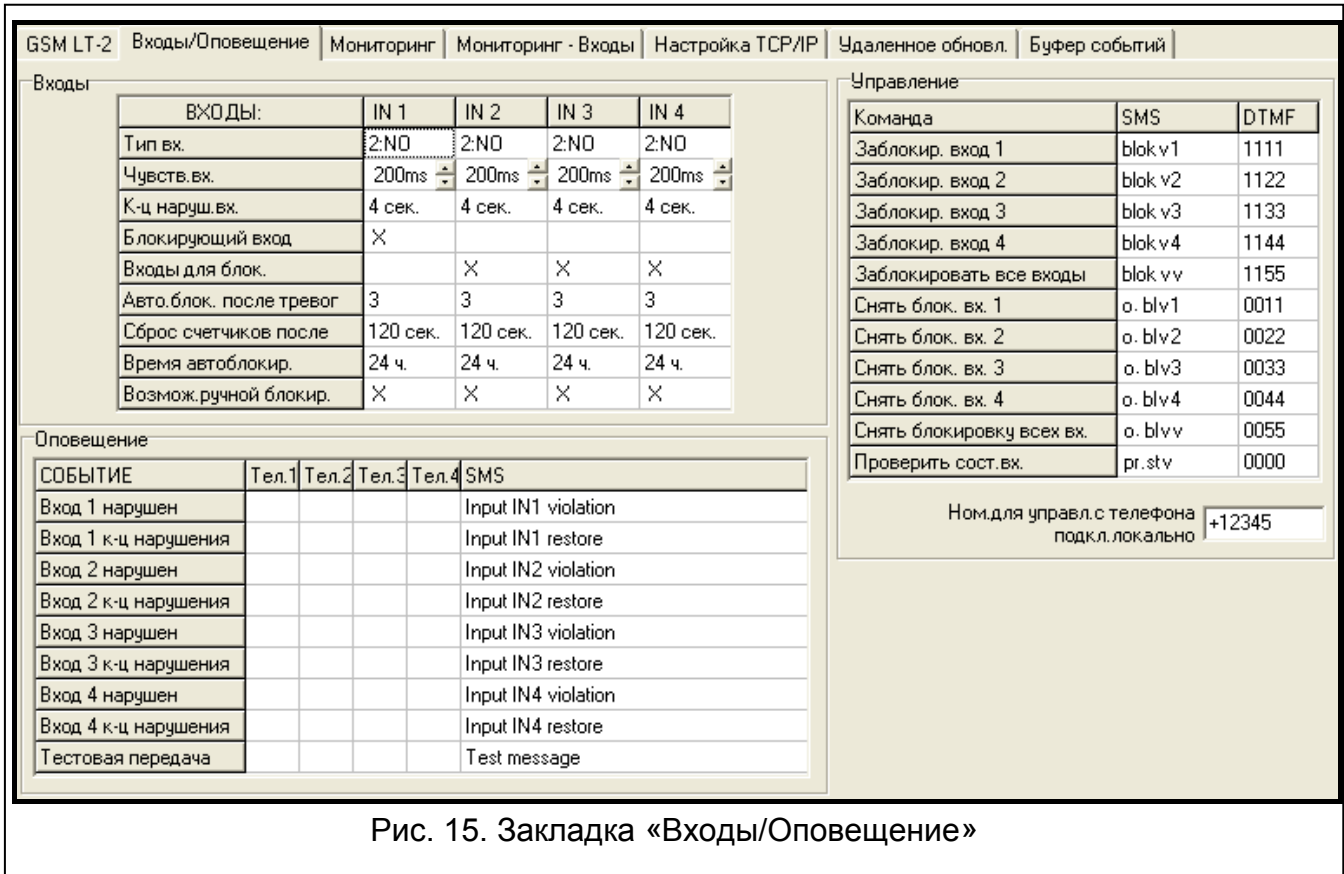 GSM LT-2 Входы/Оповещение Мониторинг Мониторинг - Входы Настройка TCP/IP Удаленное обновл. Буфер событий
Входы
ВХОДЫ: IN 1 IN 2 IN 3 IN 4
Тип вх. 2:NO 2:NO 2:NO 2:NO
Чувств.вх. 200ms 200ms 200ms 200ms
К-ц наруш.вх. 4 сек. 4 сек. 4 сек. 4 сек.
Блокирующий вход X
Входы для блок. X X X
Авто.блок. после тревог 3 3 3 3
Сброс счетчиков после 120 сек. 120 сек. 120 сек. 120 сек.
Время автоблокир. 24 ч. 24 ч. 24 ч. 24 ч.
Возмож.ручной блокир. X X X X
Оповещение
СОБЫТИЕ Тел.1 Тел.2 Тел.3 Тел.4 SMS
Вход 1 нарушен Input IN1 violation
Вход 1 к-ц нарушения Input IN1 restore
Вход 2 нарушен Input IN2 violation
Вход 2 к-ц нарушения Input IN2 restore
Вход 3 нарушен Input IN3 violation
Вход 3 к-ц нарушения Input IN3 restore
Вход 4 нарушен Input IN4 violation
Вход 4 к-ц нарушения Input IN4 restore
Тестовая передача Test message
Управление
Команда SMS DTMF
Заблокир. вход 1 blok v1 1111
Заблокир. вход 2 blok v2 1122
Заблокир. вход 3 blok v3 1133
Заблокир. вход 4 blok v4 1144
Заблокировать все входы blok vv 1155
Снять блок. вх. 1 o. blv1 0011
Снять блок. вх. 2 o. blv2 0022
Снять блок. вх. 3 o. blv3 0033
Снять блок. вх. 4 o. blv4 0044
Снять блокировку всех вх. o. blvv 0055
Проверить сост.вх. pr.stv 0000
Ном.для управл.с телефона
подкл.локально +12345
Рис. 15. Закладка «Входы/Оповещение»